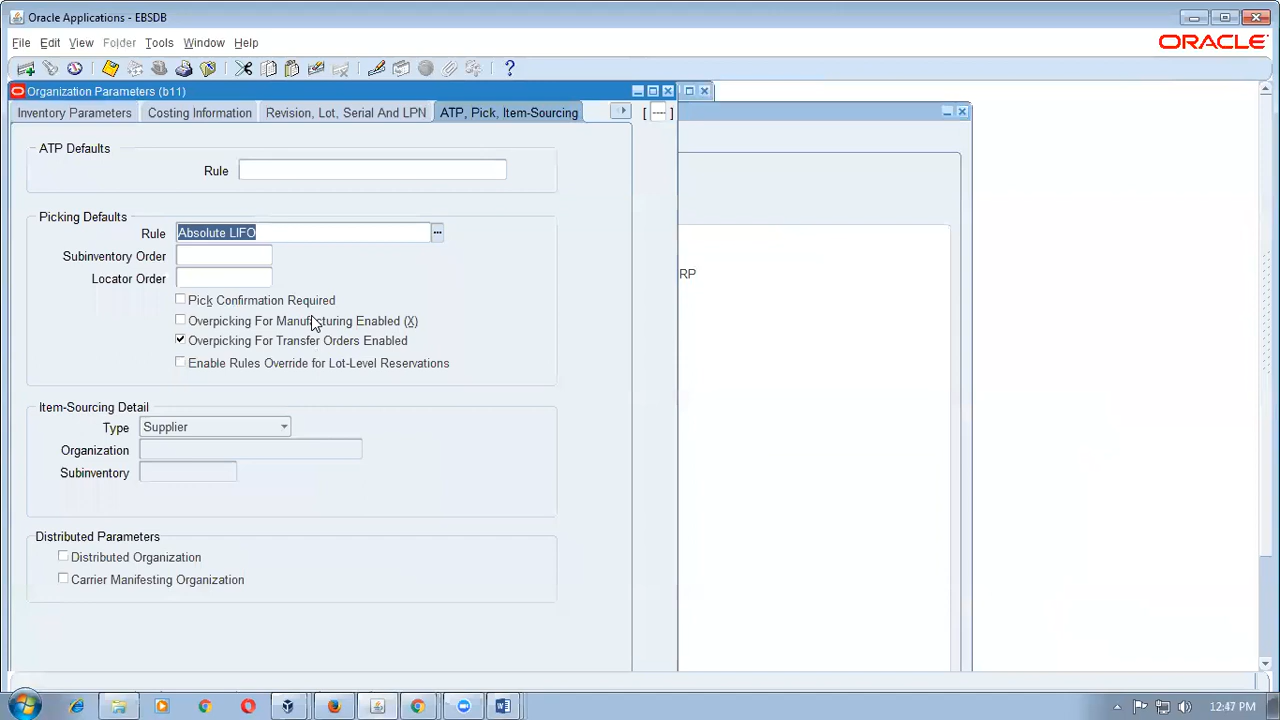 Oracle Applications - EBSDB
File Edit View Folder Tools Window Help
ORACLE
Organization Parameters (b11)
Inventory Parameters Costing Information Revision, Lot, Serial And LPN ATP, Pick, Item-Sourcing [ ---- ]
ATP Defaults
Rule
Picking Defaults
Rule Absolute LIFO
Subinventory Order
RP
Locator Order
Pick Confirmation Required
Overpicking For Manufacturing Enabled (X)
Overpicking For Transfer Orders Enabled
Enable Rules Override for Lot-Level Reservations
Item-Sourcing Detail
Type Supplier
Organization
Subinventory
Distributed Parameters
Distributed Organization
Carrier Manifesting Organization
12:47 PM